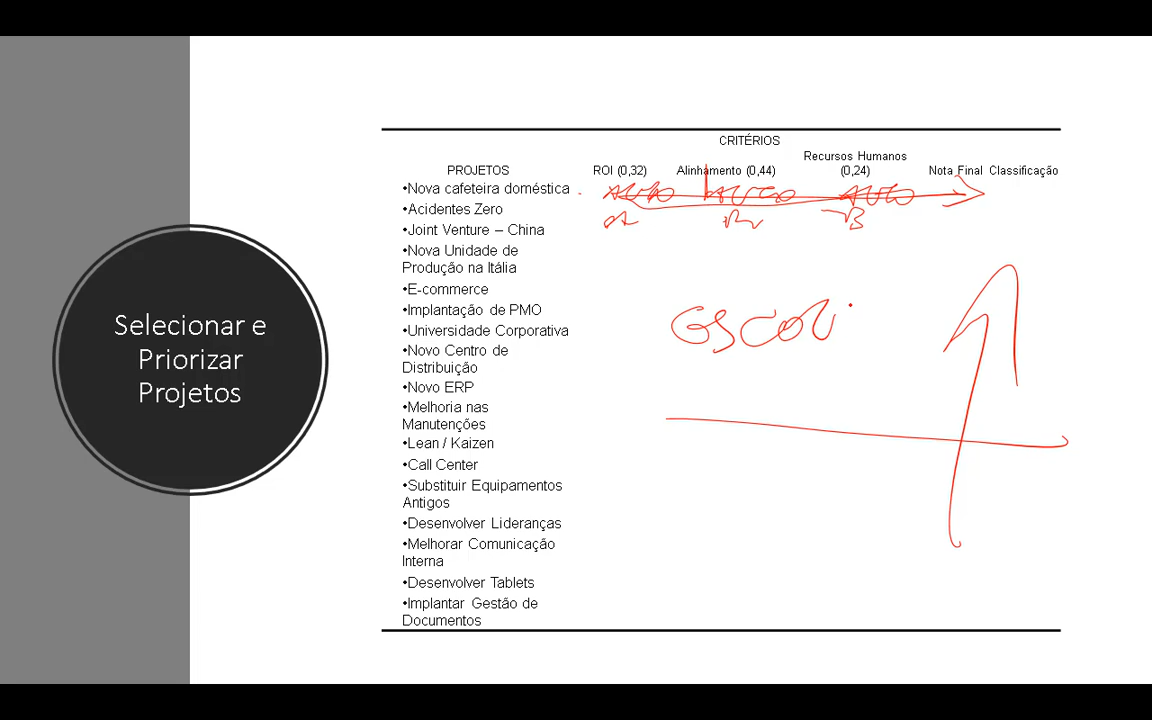 Selecionar e
Priorizar
Projetos
CRITÉRIOS
PROJETOS ROI (0,32) Alinhamento (0,44) Recursos Humanos (0,24) Nota Final Classificação
•Nova cafeteira doméstica
•Acidentes Zero
•Joint Venture – China
•Nova Unidade de
Produção na Itália
•E-commerce
•Implantação de PMO
•Universidade Corporativa
•Novo Centro de
Distribuição
•Novo ERP
•Melhoria nas
Manutenções
•Lean / Kaizen
•Call Center
•Substituir Equipamentos
Antigos
•Desenvolver Lideranças
•Melhorar Comunicação
Interna
•Desenvolver Tablets
•Implantar Gestão de
Documentos